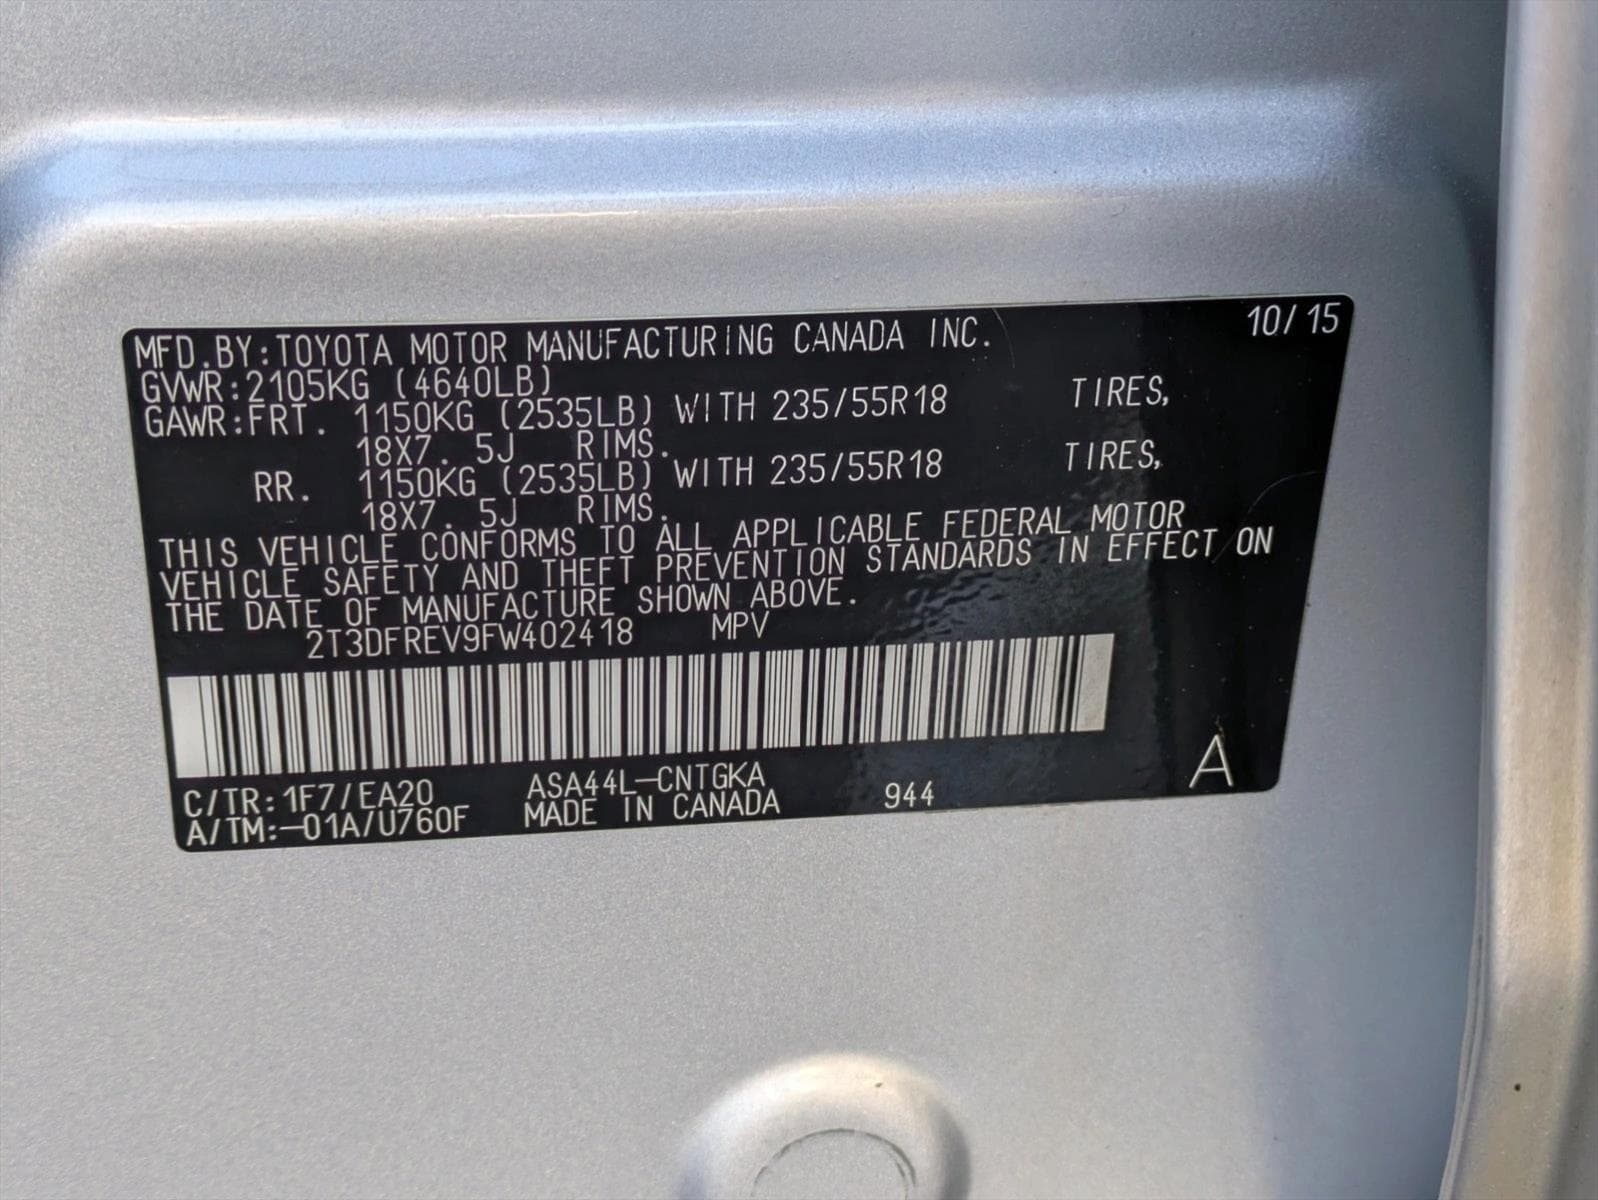 MFD.BY:TOYOTA MOTOR MANUFACTURING CANADA INC. 10/15
GVWR:2105KG (4640LB)
GAWR:FRT. 1150KG (2535LB) WITH 235/55R18 TIRES,
18X7.5J RIMS.
RR. 1150KG (2535LB) WITH 235/55R18 TIRES,
18X7.5J RIMS.
THIS VEHICLE CONFORMS TO ALL APPLICABLE FEDERAL MOTOR
VEHICLE SAFETY AND THEFT PREVENTION STANDARDS IN EFFECT ON
THE DATE OF MANUFACTURE SHOWN ABOVE.
2T3DFREV9FW402418 MPV
C/TR:1F7/EA20 ASA44L-CNTGKA
A/TM:-01A/U760F MADE IN CANADA 944 A